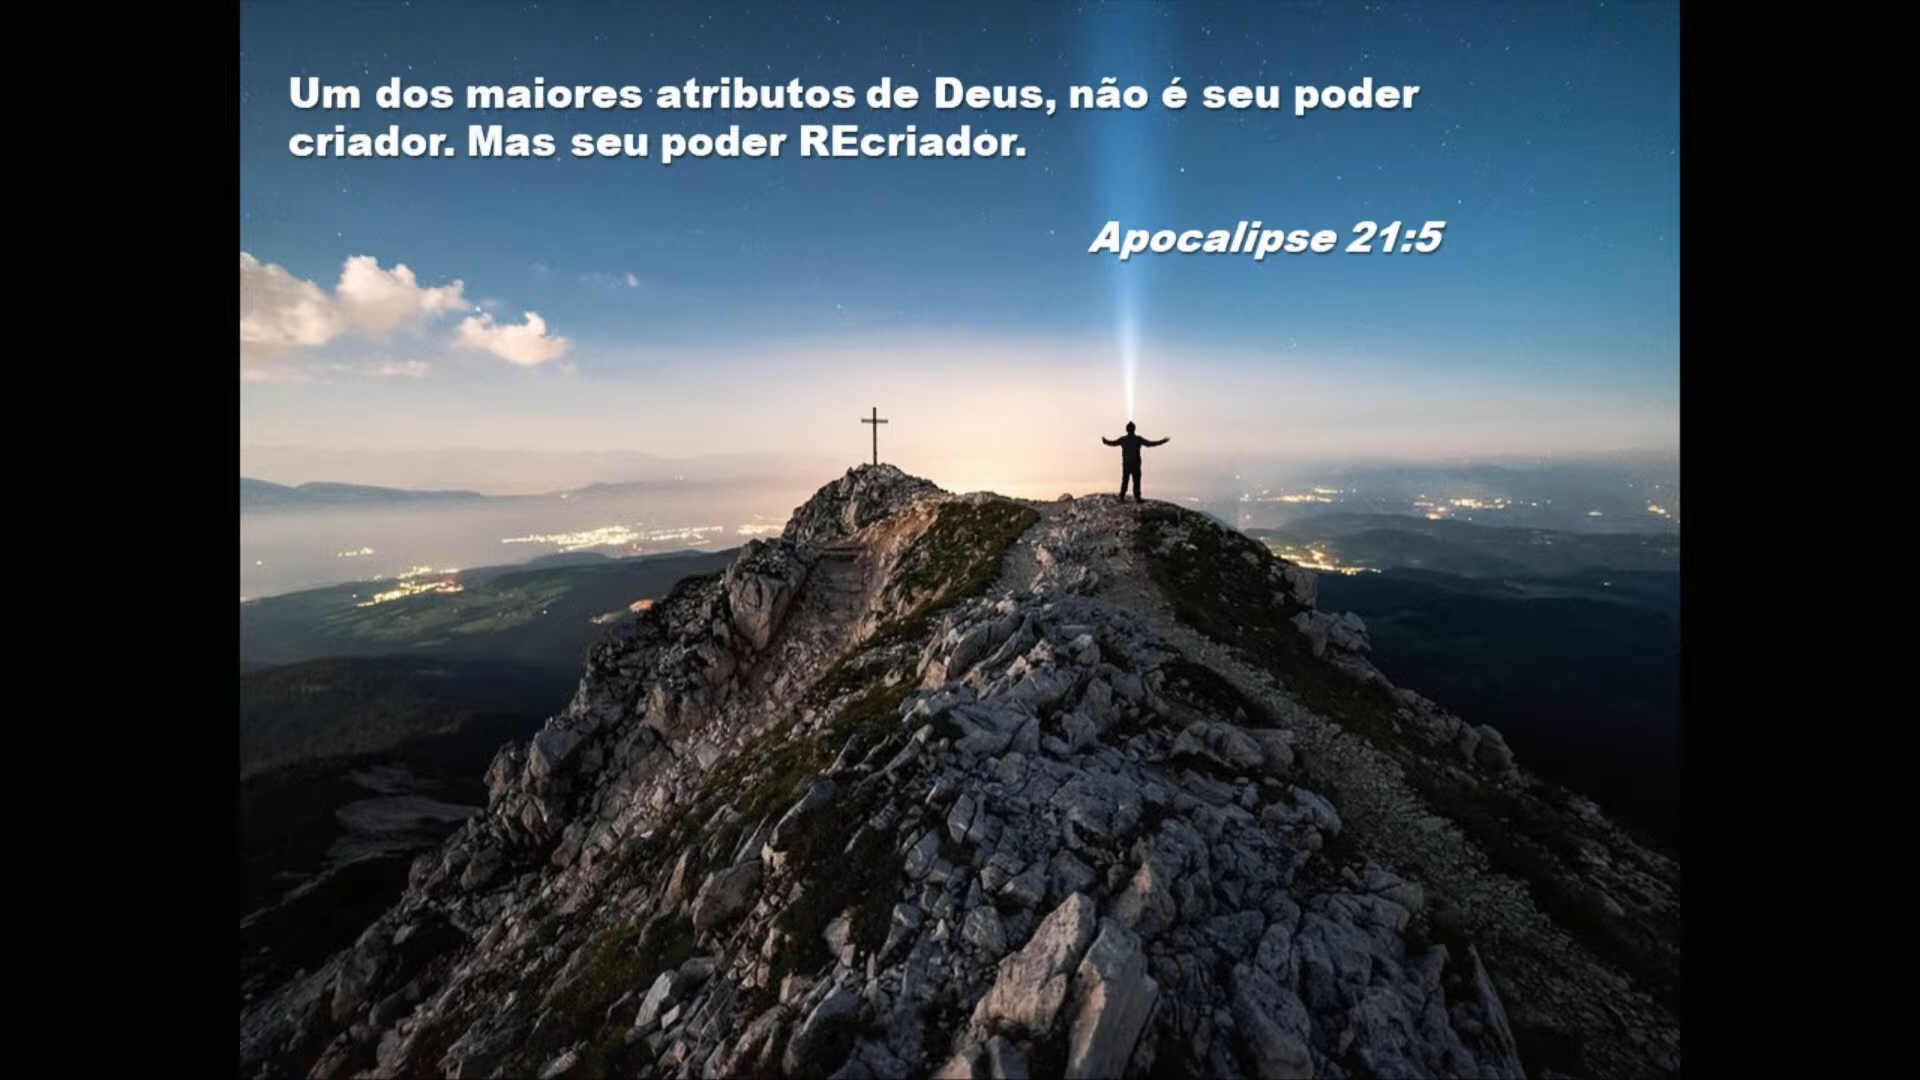 Um dos maiores atributos de Deus, não é seu poder
criador. Mas seu poder REcriador.
Apocalipse 21:5